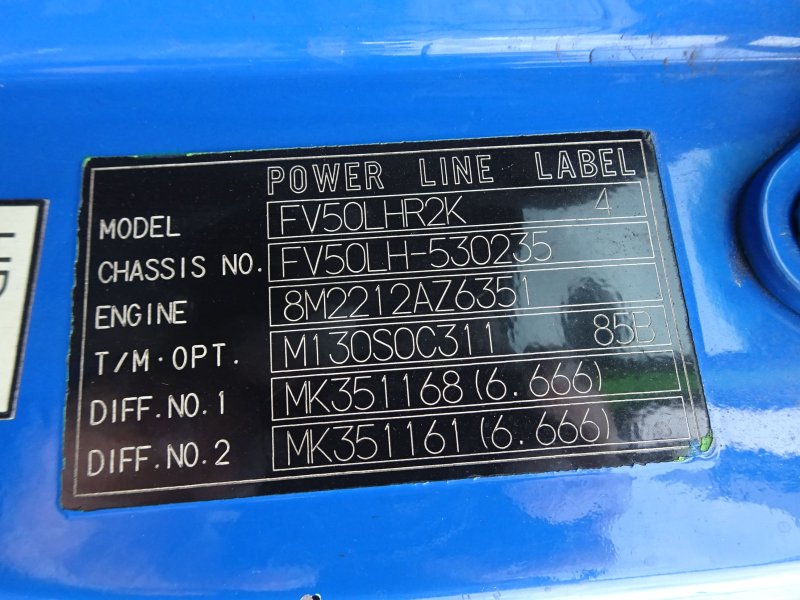 POWER LINE LABEL
MODEL FV50LHR2K 4
CHASSIS NO. FV50LH-530235
ENGINE 8M2212AZ6351
T/M·OPT. M130S0C311 85B
DIFF.NO.1 MK351168(6.666)
DIFF.NO.2 MK351161(6.666)